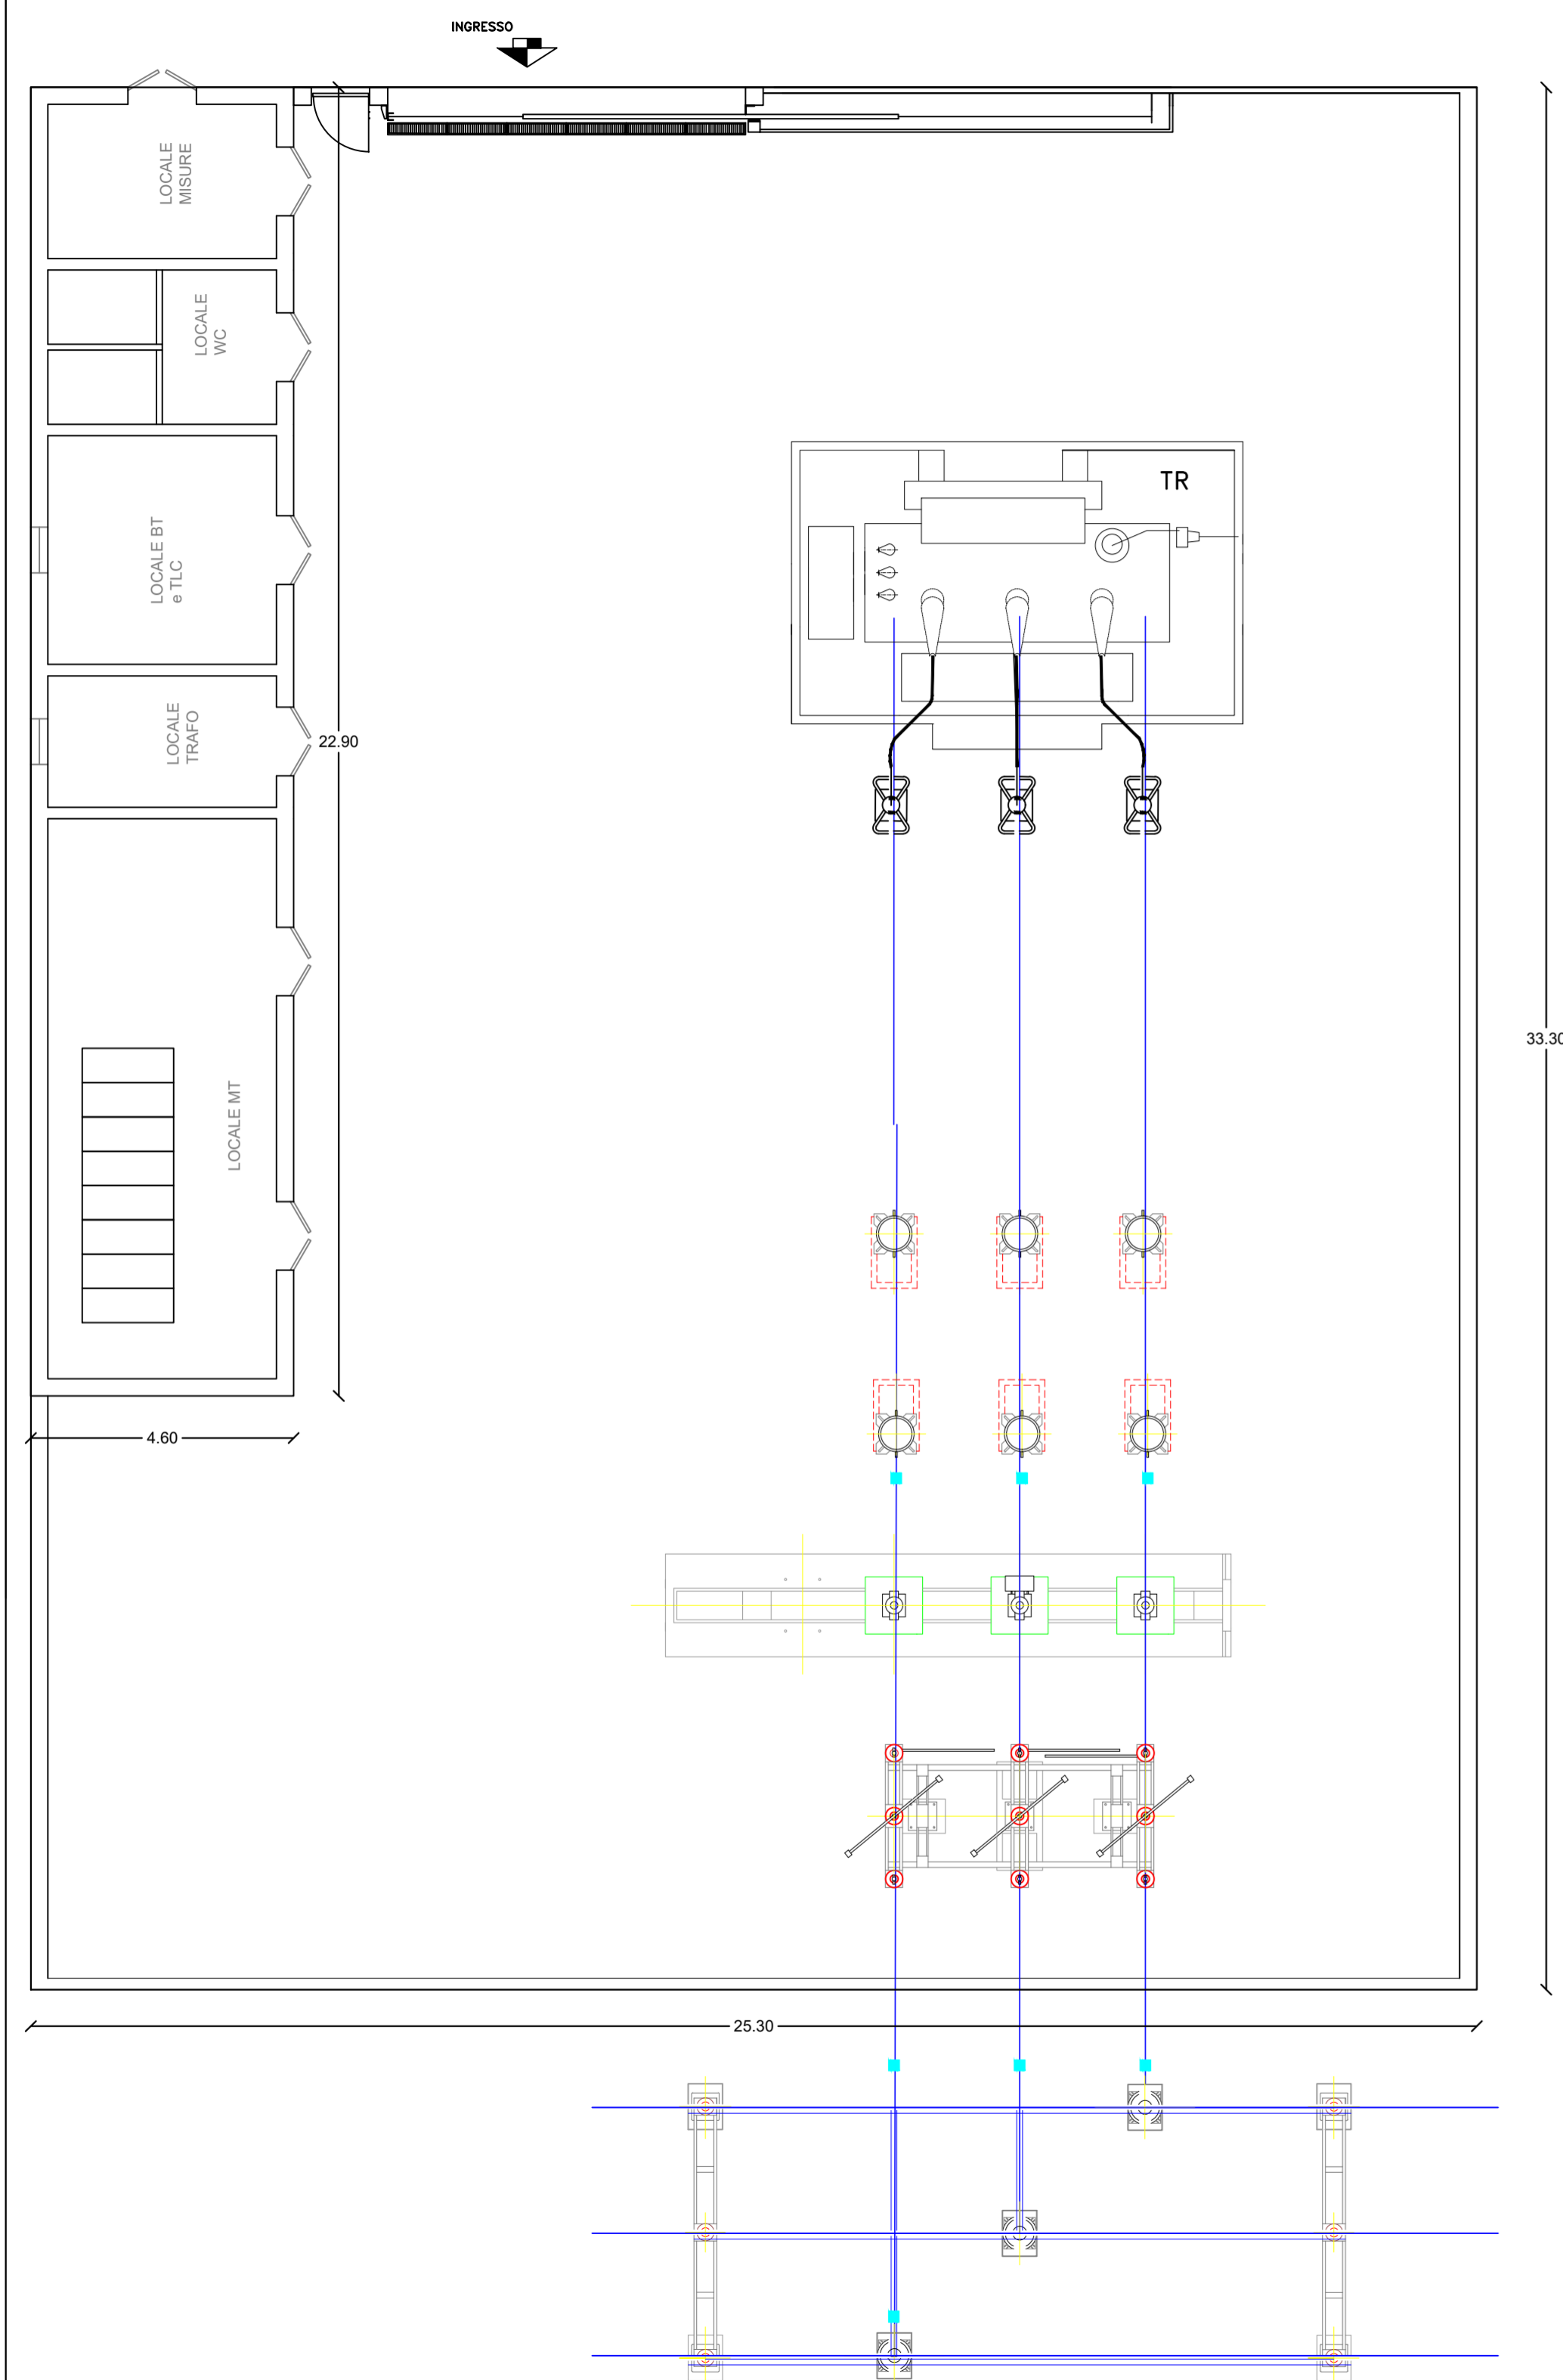 INGRESSO
LOCALE
MISURE
LOCALE
WC
TR
LOCALE BT
e TLC
LOCALE
TRAFO
22.90
33.30
LOCALE MT
4.60
25.30